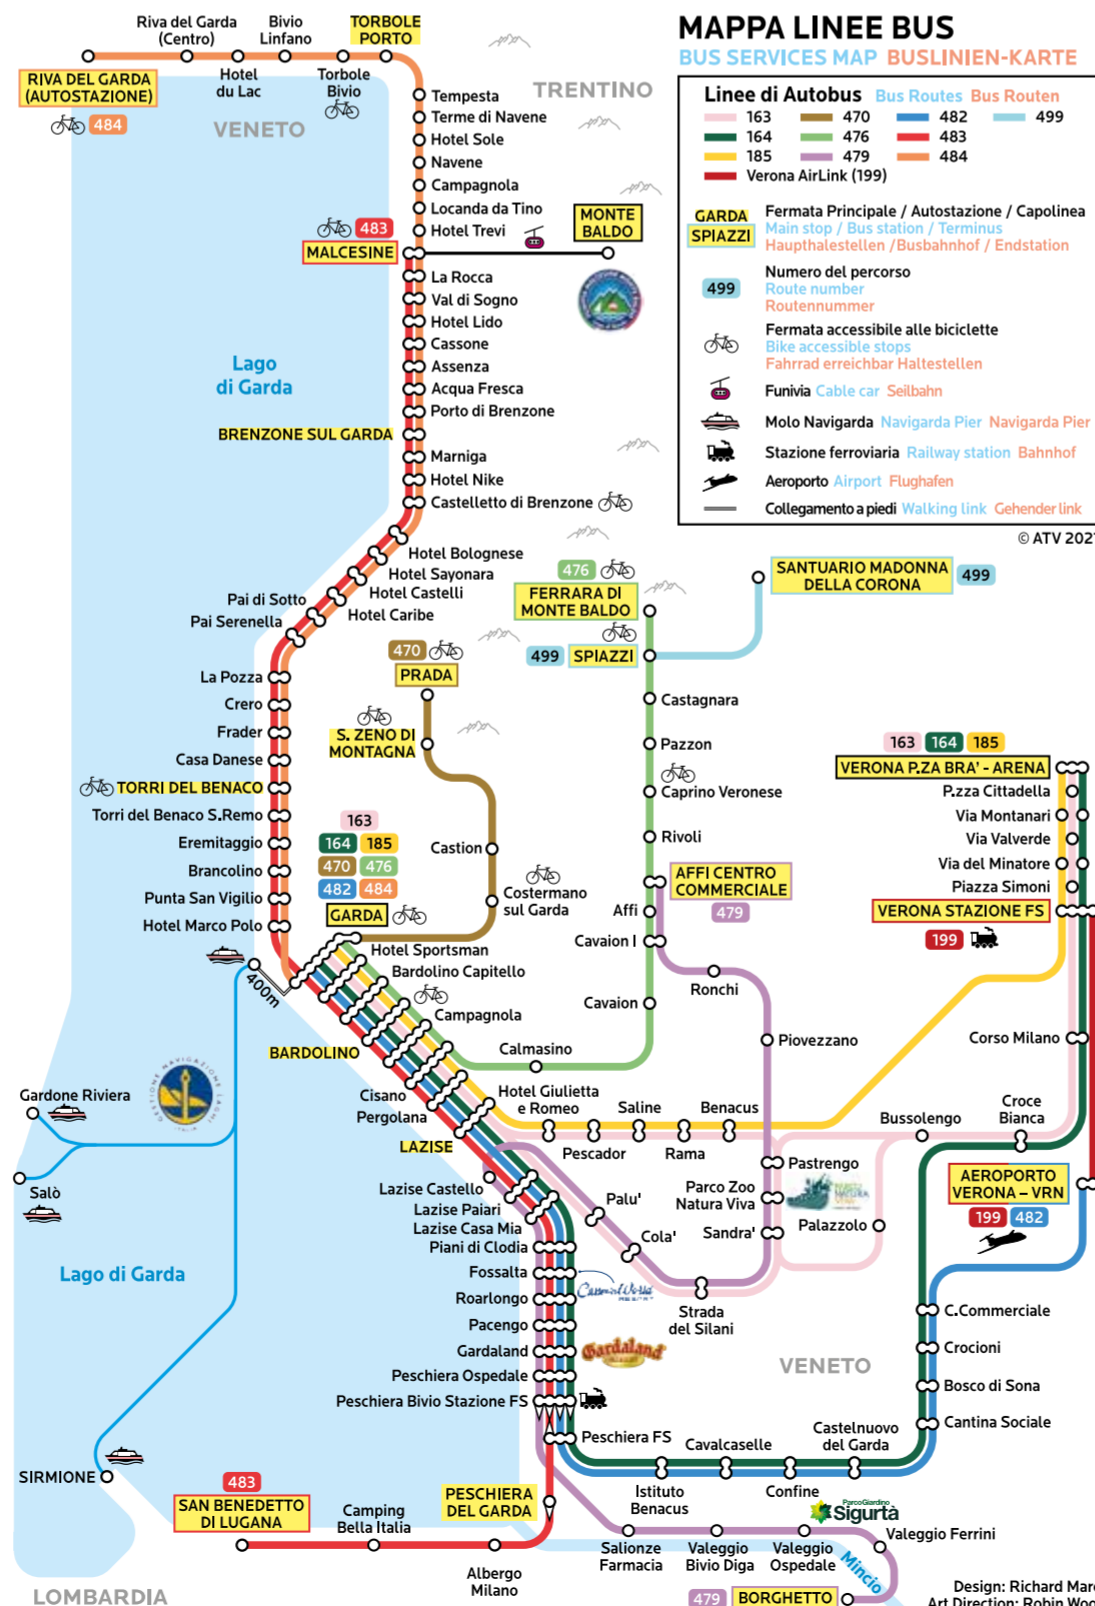 MAPPA LINEE BUS
BUS SERVICES MAP BUSLINIEN-KARTE
Linee di Autobus Bus Routes Bus Routen
163 470 482 499
164 476 483
185 479 484
Verona AirLink (199)
GARDA
SPIAZZI
Fermata Principale / Autostazione / Capolinea
Main stop / Bus station / Terminus
Haupthalestellen /Busbahnhof / Endstation
499
Numero del percorso
Route number
Routennummer
Fermata accessibile alle biciclette
Bike accessible stops
Fahrrad erreichbar Haltestellen
Funivia Cable car Seilbahn
Molo Navigarda Navigarda Pier Navigarda Pier
Stazione ferroviaria Railway station Bahnhof
Aeroporto Airport Flughafen
Collegamento a piedi Walking link Gehender link
© ATV 2021
Riva del Garda
(Centro)
Bivio
Linfano
TORBOLE
PORTO
RIVA DEL GARDA
(AUTOSTAZIONE)
484
Hotel
du Lac
Torbole
Bivio
VENETO
TRENTINO
Tempesta
Terme di Navene
Hotel Sole
Navene
Campagnola
Locanda da Tino
Hotel Trevi
483
MALCESINE
MONTE
BALDO
La Rocca
Val di Sogno
Hotel Lido
Cassone
Assenza
Acqua Fresca
Porto di Brenzone
Lago
di Garda
BRENZONE SUL GARDA
Marniga
Hotel Nike
Castelletto di Brenzone
Hotel Bolognese
Hotel Sayonara
Hotel Castelli
Hotel Caribe
Pai di Sotto
Pai Serenella
La Pozza
Crero
Frader
Casa Danese
TORRI DEL BENACO
Torri del Benaco S.Remo
Eremitaggio
Brancolino
Punta San Vigilio
Hotel Marco Polo
476
FERRARA DI
MONTE BALDO
SANTUARIO MADONNA
DELLA CORONA
499
499 SPIAZZI
470
PRADA
S. ZENO DI
MONTAGNA
Castion
Costermano
sul Garda
Castagnara
Pazzon
Caprino Veronese
Rivoli
AFFI CENTRO
COMMERCIALE
479
Affi
Cavaion I
Cavaion
Ronchi
Piovezzano
Calmasino
163 164 185
VERONA P.ZA BRA' - ARENA
P.zza Cittadella
Via Montanari
Via Valverde
Via del Minatore
Piazza Simoni
VERONA STAZIONE FS
199
Corso Milano
163
164 185
470 476
482 484
GARDA
400m
Hotel Sportsman
Bardolino Capitello
Campagnola
BARDOLINO
Cisano
Pergolana
LAZISE
Hotel Giulietta
e Romeo
Saline
Benacus
Pescador
Rama
Bussolengo
Croce
Bianca
Pastrengo
Parco Zoo
Natura Viva
Sandra'
Palazzolo
AEROPORTO
VERONA – VRN
199 482
Gardone Riviera
Salò
Lago di Garda
Lazise Castello
Lazise Paiari
Lazise Casa Mia
Palu'
Cola'
Strada
del Silani
Piani di Clodia
Fossalta
Roarlongo
Pacengo
Gardaland
Gardaland
Peschiera Ospedale
Peschiera Bivio Stazione FS
Peschiera FS
VENETO
C.Commerciale
Crocioni
Bosco di Sona
Cantina Sociale
Cavalcaselle
Castelnuovo
del Garda
Istituto
Benacus
Confine
SIRMIONE
483
SAN BENEDETTO
DI LUGANA
Camping
Bella Italia
Albergo
Milano
PESCHIERA
DEL GARDA
ParcoGiardino
Sigurtà
Salionze
Farmacia
Valeggio
Bivio Diga
Valeggio
Ospedale
Valeggio Ferrini
Mincio
479 BORGHETTO
LOMBARDIA
Design: Richard Mar
Art Direction: Robin Woo